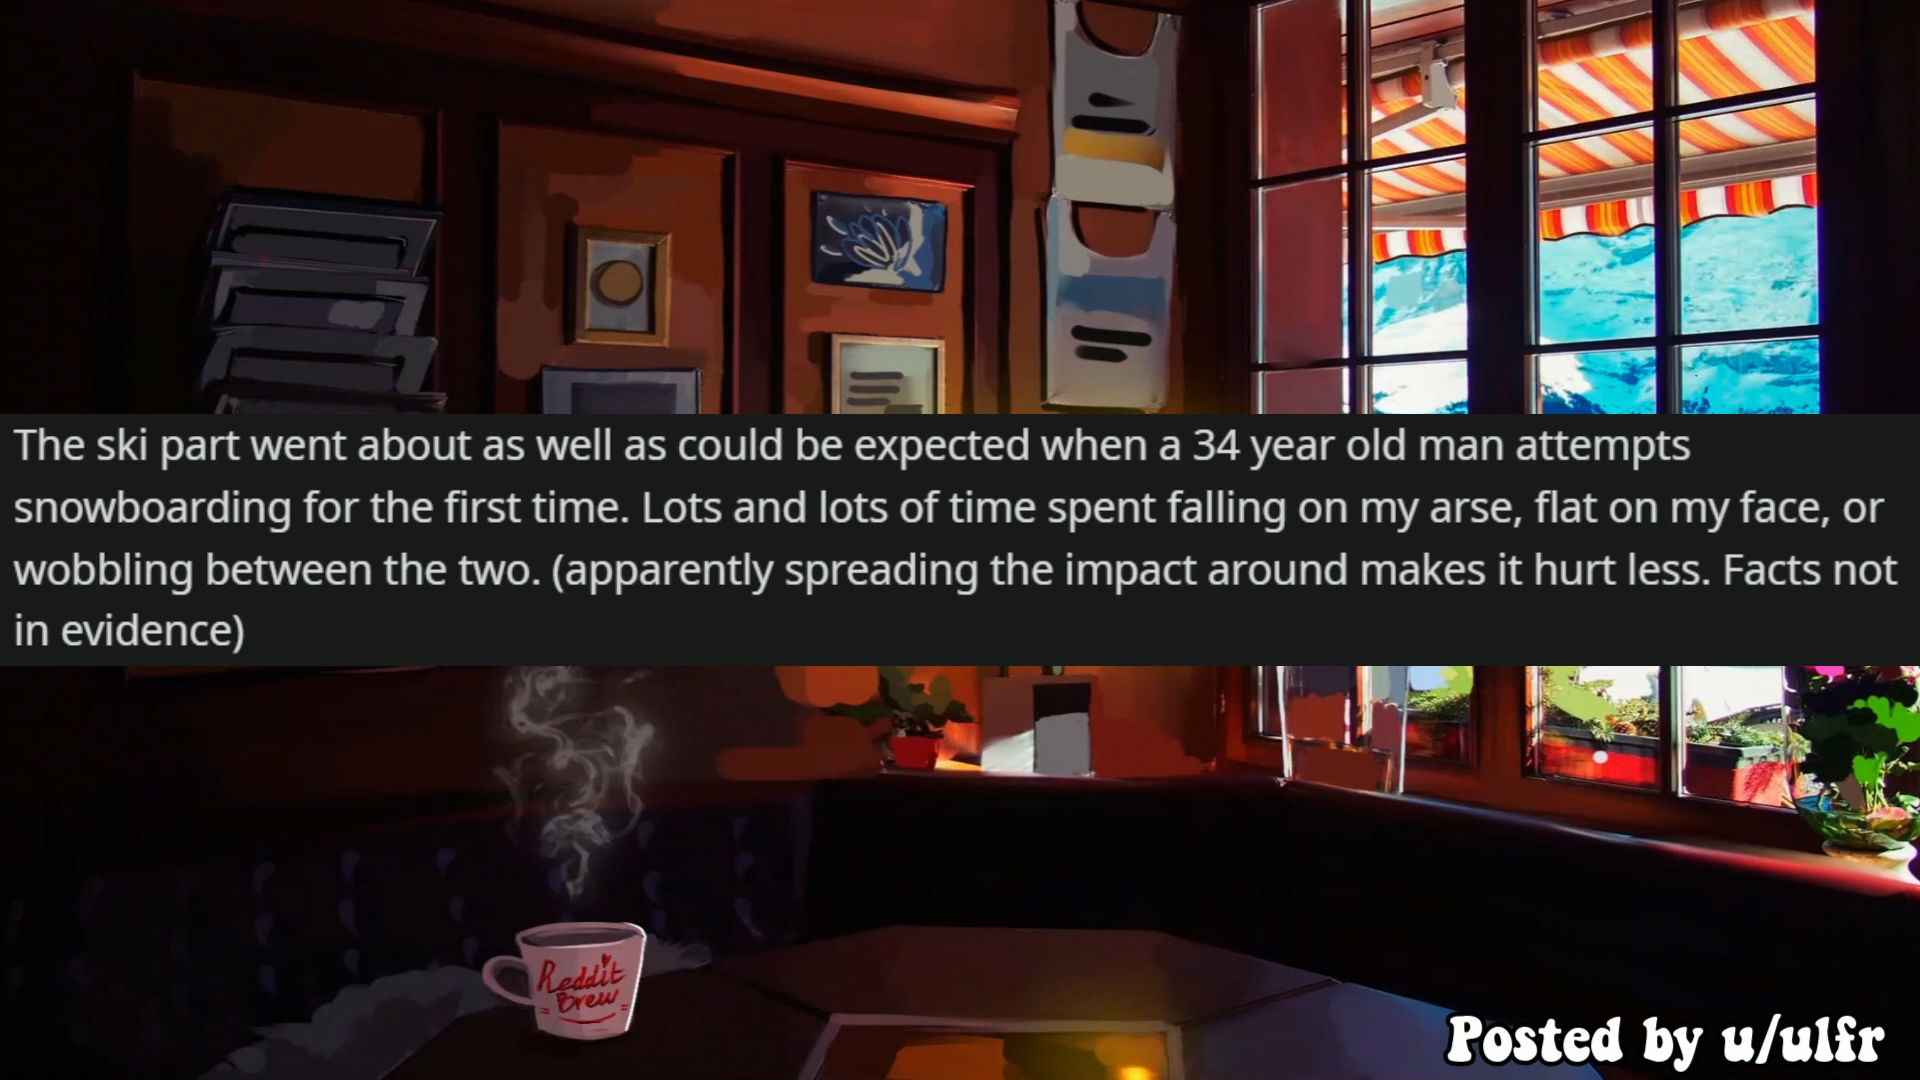 The ski part went about as well as could be expected when a 34 year old man attempts
snowboarding for the first time. Lots and lots of time spent falling on my arse, flat on my face, or
wobbling between the two. (apparently spreading the impact around makes it hurt less. Facts not
in evidence)
Reddit
Brew
Posted by u/ulfr